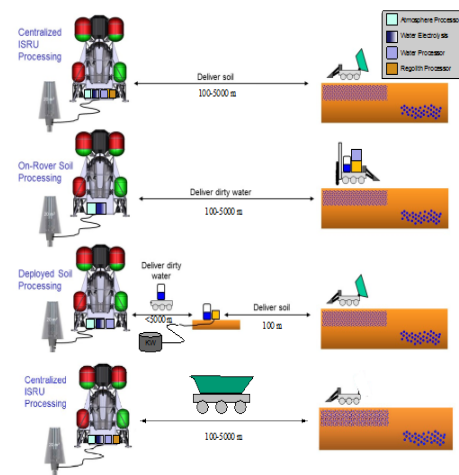 Centralized
ISRU
Processing
Deliver soil
100-5000 m
Atmosphere Processor
Water Electrolysis
Water Processor
Regolith Processor
On-Rover Soil
Processing
Deliver dirty water
100-5000 m
Deployed Soil
Processing
Deliver dirty
water
<5000 m
KW
Deliver soil
100 m
Centralized
ISRU
Processing
100-5000 m